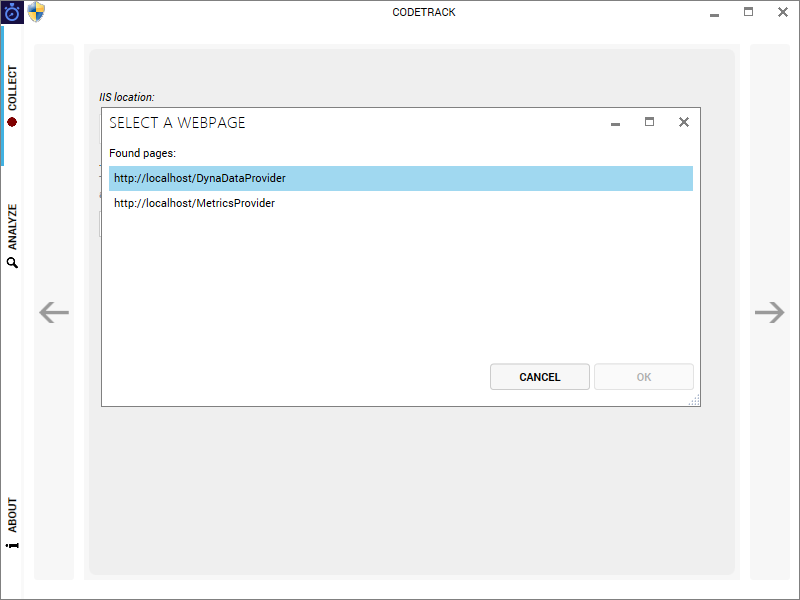 CODETRACK
COLLECT
ANALYZE
ABOUT
IIS location:
SELECT A WEBPAGE
Found pages:
http://localhost/DynaDataProvider
http://localhost/MetricsProvider
CANCEL
OK